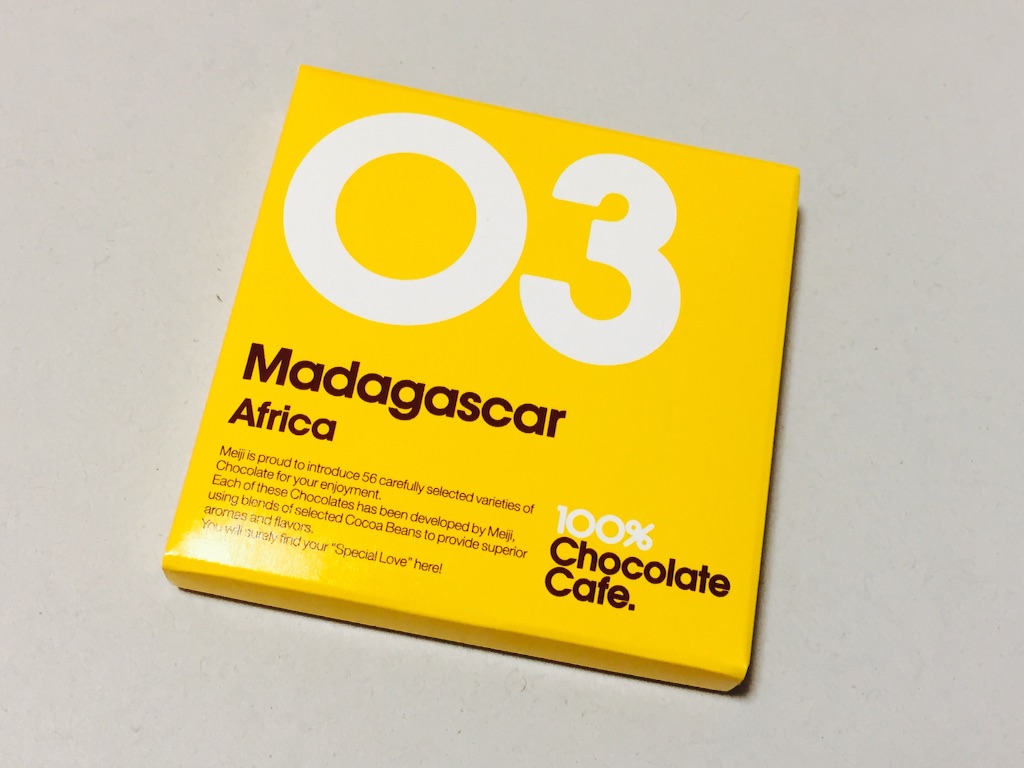 03
Madagascar
Africa
Meiji is proud to introduce 56 carefully selected varieties of
Chocolate for your enjoyment.
Each of these Chocolates has been developed by Meiji,
using blends of selected Cocoa Beans to provide superior
aromas and flavors.
You will surely find your "Special Love" here!
100%
Chocolate
Cafe.